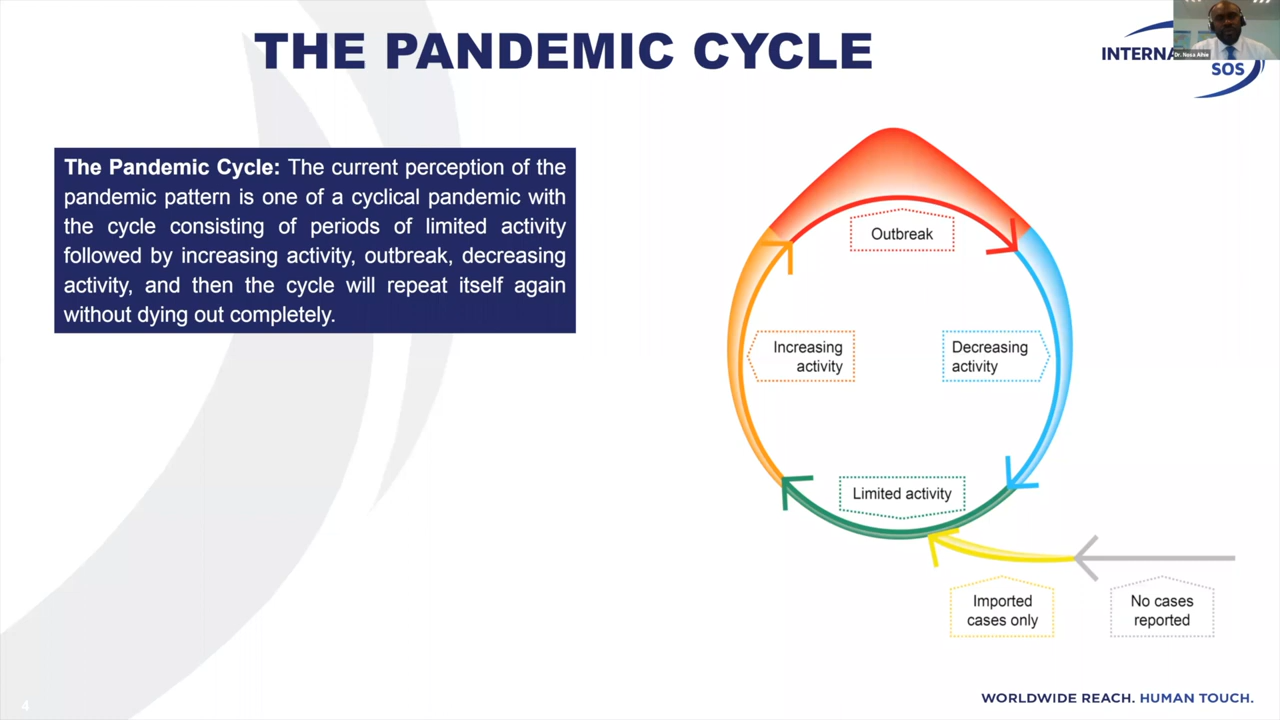 THE PANDEMIC CYCLE
INTERNA
SOS
The Pandemic Cycle: The current perception of the
pandemic pattern is one of a cyclical pandemic with
the cycle consisting of periods of limited activity
followed by increasing activity, outbreak, decreasing
activity, and then the cycle will repeat itself again
without dying out completely.
Outbreak
Increasing
activity
Decreasing
activity
Limited activity
Imported
cases only
No cases
reported
4
WORLDWIDE REACH. HUMAN TOUCH.